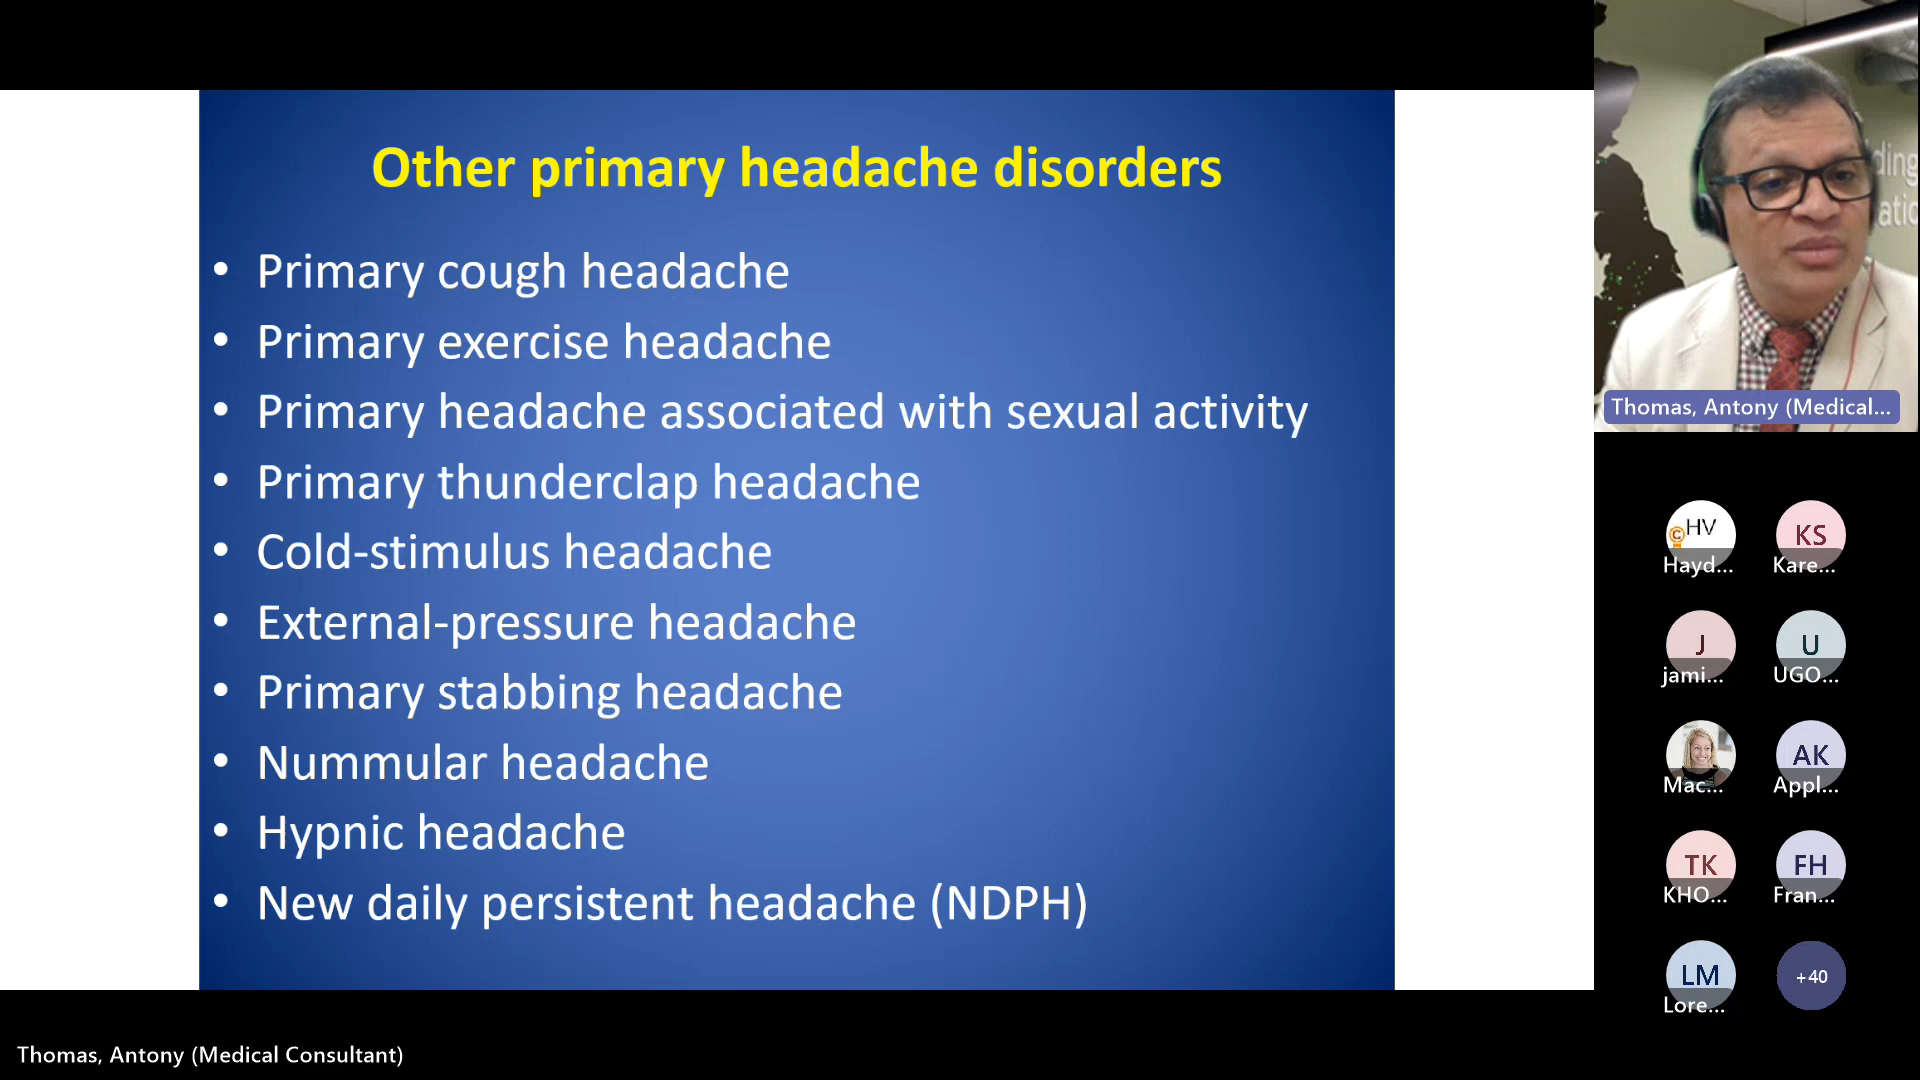 Other primary headache disorders
• Primary cough headache
• Primary exercise headache
• Primary headache associated with sexual activity
• Primary thunderclap headache
• Cold-stimulus headache
• External-pressure headache
• Primary stabbing headache
• Nummular headache
• Hypnic headache
• New daily persistent headache (NDPH)
ding
atio
Thomas, Antony (Medical...
HV
Hayd...
KS
Kare...
J
jami...
U
UGO...
Mac...
AK
Appl...
TK
KHO...
FH
Fran...
LM
Lore...
+40
Thomas, Antony (Medical Consultant)